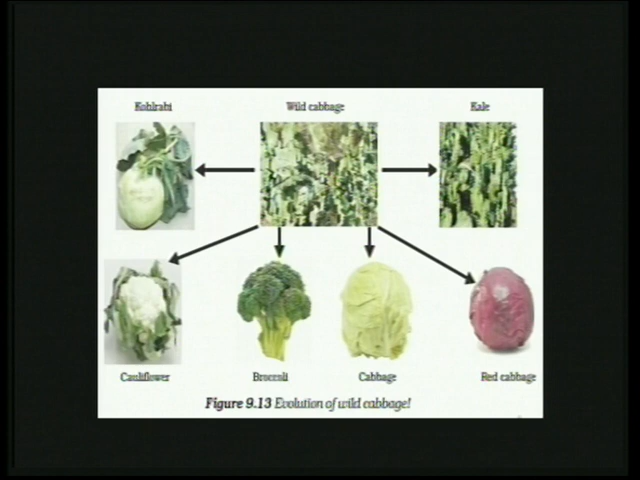 Kohlrabi
Wild cabbage
Kale
Cauliflower
Broccoli
Cabbage
Red cabbage
Figure 9.13 Evolution of wild cabbage!